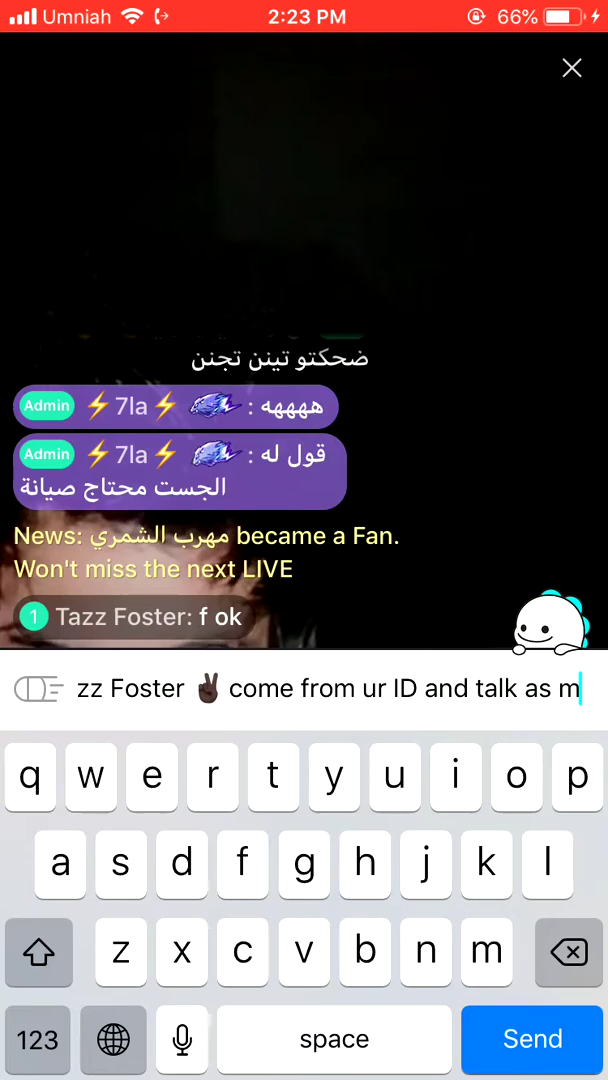 Umniah 2:23 PM 66%
ضحكتو تينن تجنن
Admin ⚡7la⚡ : هههههه
Admin ⚡7la⚡ : قول له
الجست محتاج صيانة
News: مهرب الشمري became a Fan.
Won't miss the next LIVE
1 Tazz Foster: f ok
zz Foster ✌🏿 come from ur ID and talk as m
q w e r t y u i o p
a s d f g h j k l
z x c v b n m
123 space Send